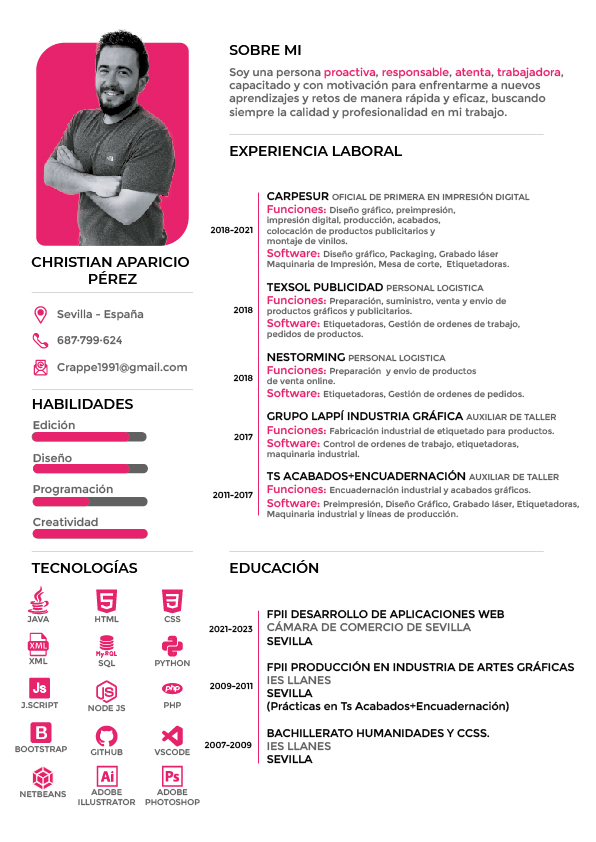 CHRISTIAN APARICIO
PÉREZ
Sevilla - España
687-799-624
Crappe1991@gmail.com
HABILIDADES
Edición
Diseño
Programación
Creatividad
TECNOLOGÍAS
JAVA
HTML
CSS
XML
XML
MySQL
SQL
PYTHON
Js
J.SCRIPT
JS
NODE JS
php
PHP
B
BOOTSTRAP
GITHUB
VSCODE
NETBEANS
Ai
ADOBE
ILLUSTRATOR
Ps
ADOBE
PHOTOSHOP
SOBRE MI
Soy una persona proactiva, responsable, atenta, trabajadora,
capacitado y con motivación para enfrentarme a nuevos
aprendizajes y retos de manera rápida y eficaz, buscando
siempre la calidad y profesionalidad en mi trabajo.
EXPERIENCIA LABORAL
2018-2021
CARPESUR OFICIAL DE PRIMERA EN IMPRESIÓN DIGITAL
Funciones: Diseño gráfico, preimpresión,
impresión digital, producción, acabados,
colocación de productos publicitarios y
montaje de vinilos.
Software: Diseño gráfico, Packaging, Grabado láser
Maquinaria de Impresión, Mesa de corte, Etiquetadoras.
2018
TEXSOL PUBLICIDAD PERSONAL LOGISTICA
Funciones: Preparación, suministro, venta y envio de
productos gráficos y publicitarios.
Software: Etiquetadoras, Gestión de ordenes de trabajo,
pedidos de productos.
2018
NESTORMING PERSONAL LOGISTICA
Funciones: Preparación y envio de productos
de venta online.
Software: Etiquetadoras, Gestión de ordenes de pedidos.
2017
GRUPO LAPPÍ INDUSTRIA GRÁFICA AUXILIAR DE TALLER
Funciones: Fabricación industrial de etiquetado para productos.
Software: Control de ordenes de trabajo, etiquetadoras,
maquinaria industrial.
2011-2017
TS ACABADOS+ENCUADERNACIÓN AUXILIAR DE TALLER
Funciones: Encuadernación industrial y acabados gráficos.
Software: Preimpresión, Diseño Gráfico, Grabado láser, Etiquetadoras,
Maquinaria industrial y líneas de producción.
EDUCACIÓN
2021-2023
FPII DESARROLLO DE APLICACIONES WEB
CÁMARA DE COMERCIO DE SEVILLA
SEVILLA
2009-2011
FPII PRODUCCIÓN EN INDUSTRIA DE ARTES GRÁFICAS
IES LLANES
SEVILLA
(Prácticas en Ts Acabados+Encuadernación)
2007-2009
BACHILLERATO HUMANIDADES Y CCSS.
IES LLANES
SEVILLA